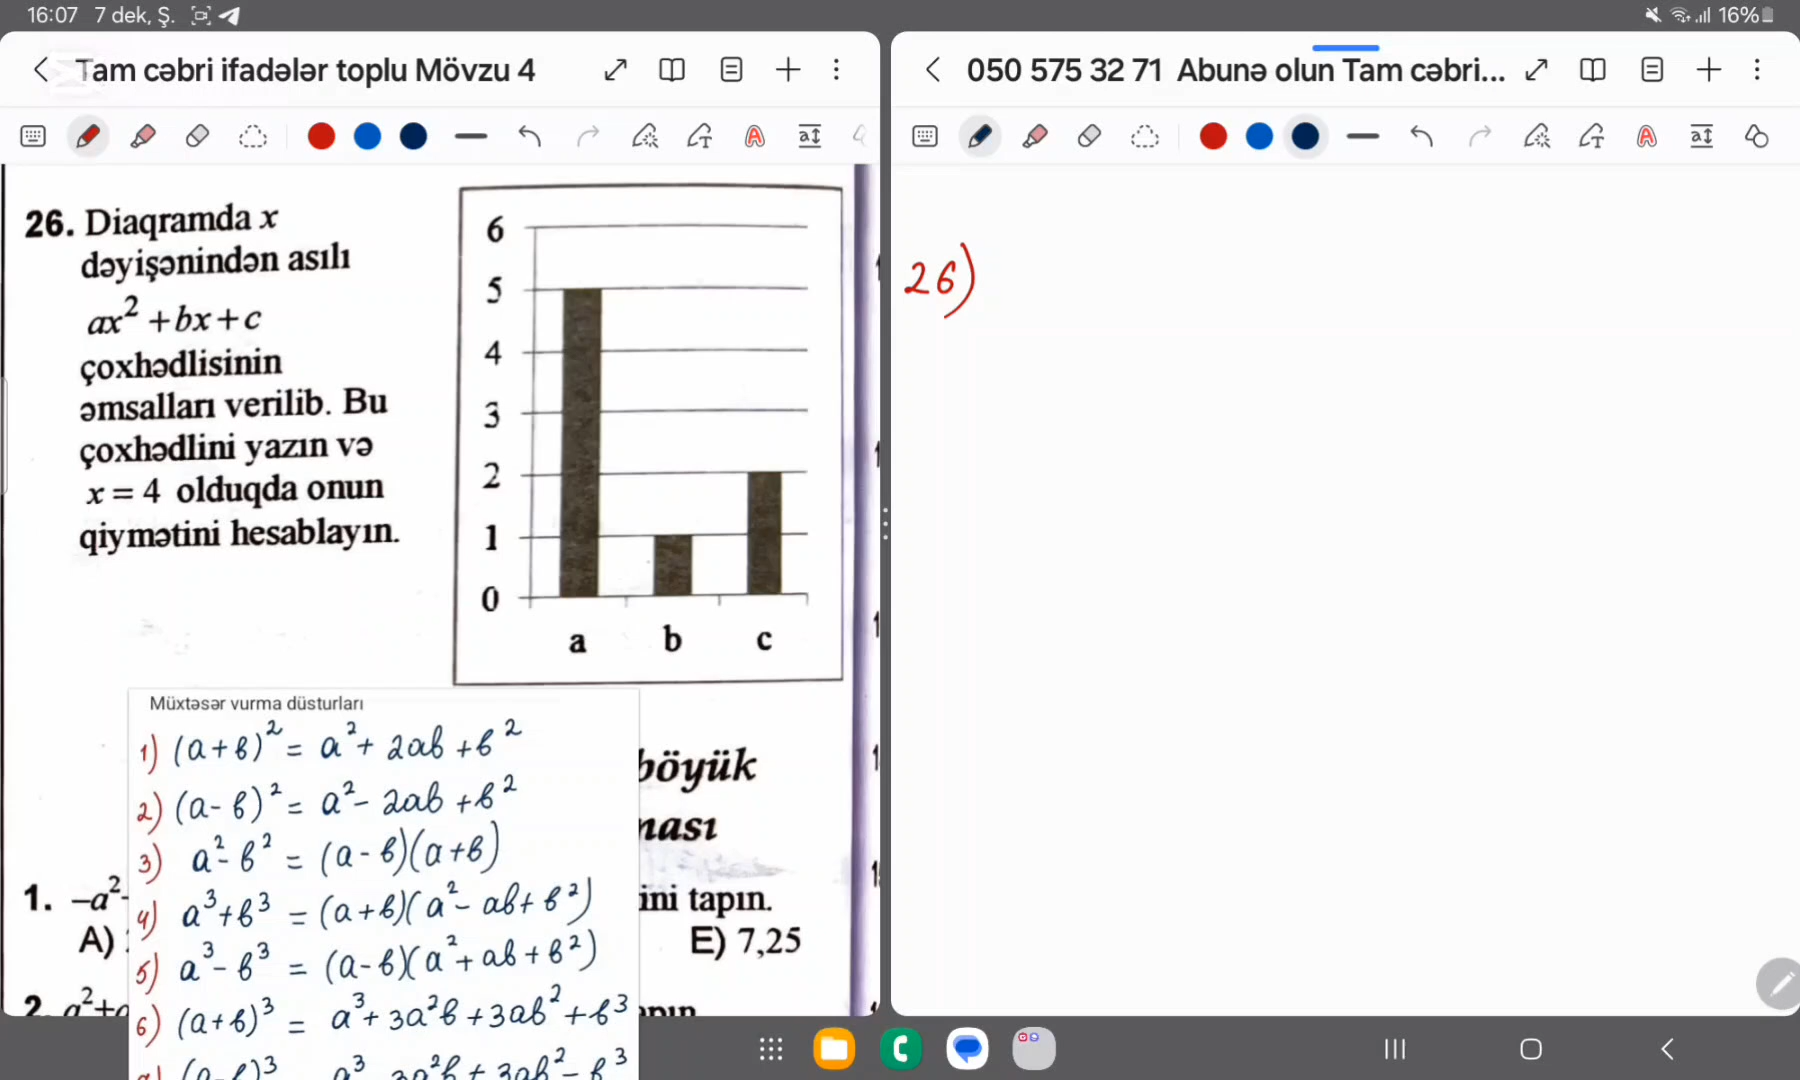 16:07 7 dek, Ş.
16%
Tam cəbri ifadələr toplu Mövzu 4
050 575 32 71 Abunə olun Tam cəbri...
26. Diaqramda x
dəyişənindən asılı
ax² +bx+c
çoxhədlisinin
əmsalları verilib. Bu
çoxhədlini yazın və
x = 4 olduqda onun
qiymətini hesablayın.
6
5
4
3
2
1
0
a b c
26)
Müxtəsər vurma düsturları
1) (a+b)² = a²+ 2ab +b²
2) (a-b)² = a²- 2ab +b²
3) a²-b² = (a-b)(a+b)
4) a³+b³ = (a+b)(a²- ab+b²)
5) a³-b³ = (a-b)(a²+ab+b²)
6) (a+b)³ = a³+3a²b+3ab²+b³
böyük
1. –a²-
ini tapın.
A)
E) 7,25
2. a²+